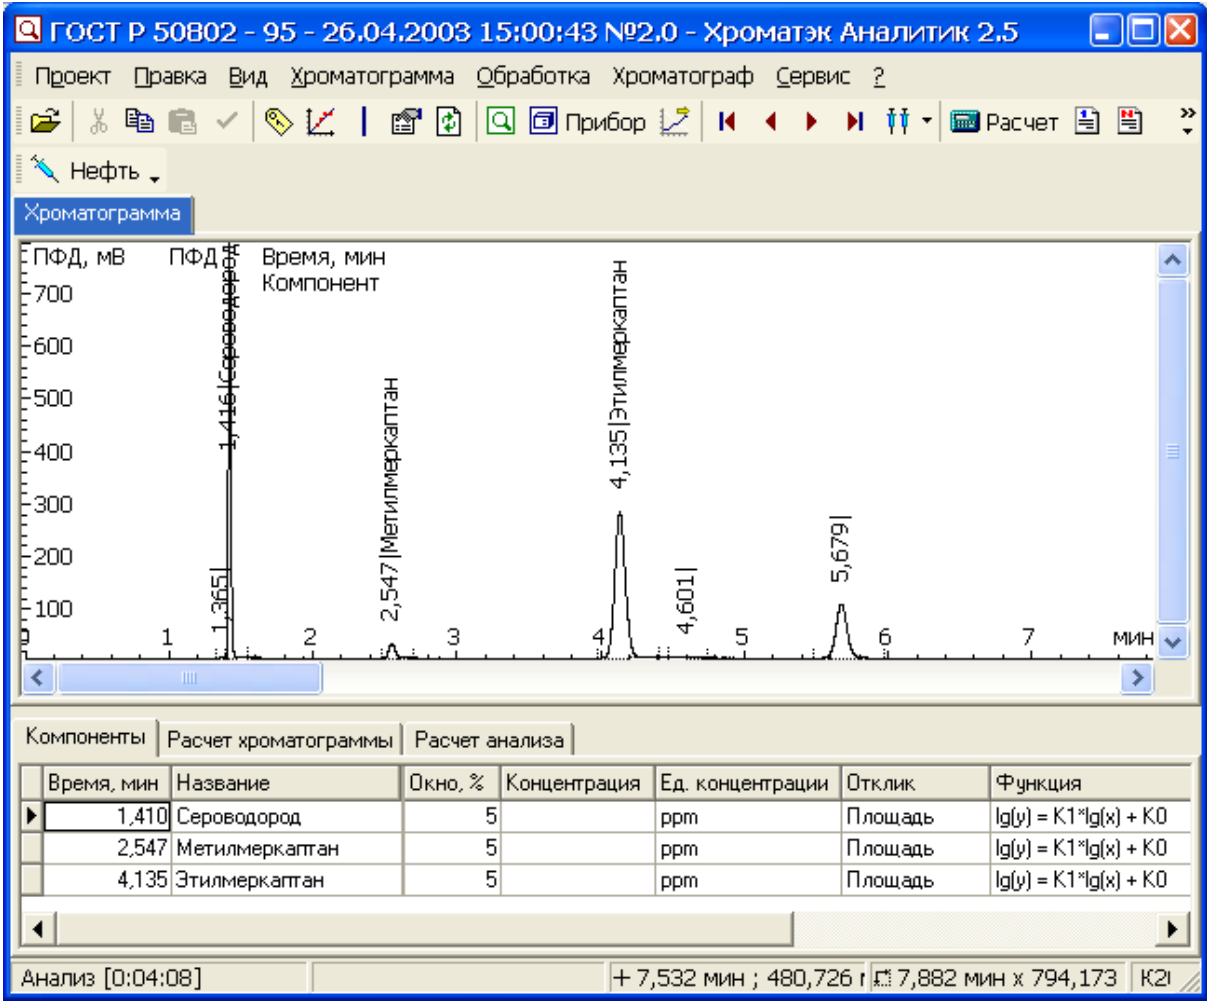 ГОСТ Р 50802 - 95 - 26.04.2003 15:00:43 №2.0 - Хроматэк Аналитик 2.5
Проект Правка Вид Хроматограмма Обработка Хроматограф Сервис ?
Прибор Расчет
Нефть
Хроматограмма
ПФД, мВ ПФД Время, мин
Компонент
700
600
500
400
300
200
100
1,365|
1,416|Сероводород
2,547|Метилмеркаптан
4,135|Этилмеркаптан
4,601|
5,679|
0 1 2 3 4 5 6 7 мин
Компоненты Расчет хроматограммы Расчет анализа
Время, мин Название Окно, % Концентрация Ед. концентрации Отклик Функция
1,410 Сероводород 5 ppm Площадь lg(y) = K1*lg(x) + K0
2,547 Метилмеркаптан 5 ppm Площадь lg(y) = K1*lg(x) + K0
4,135 Этилмеркаптан 5 ppm Площадь lg(y) = K1*lg(x) + K0
Анализ [0:04:08] 7,532 мин ; 480,726 7,882 мин x 794,173